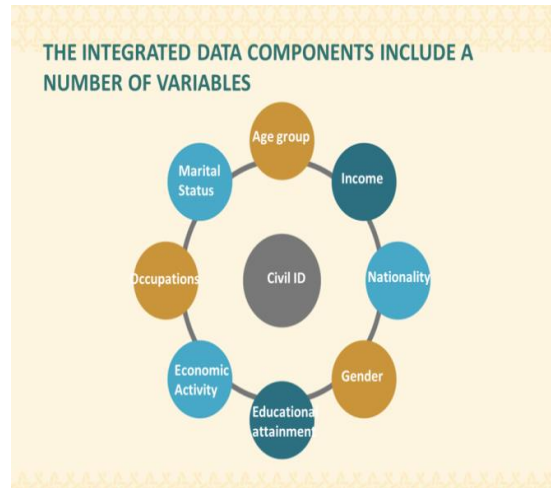 THE INTEGRATED DATA COMPONENTS INCLUDE A
NUMBER OF VARIABLES
Age group
Income
Nationality
Gender
Educationa
attainment
Economic
Activity
Occupations
Marital
Status
Civil ID